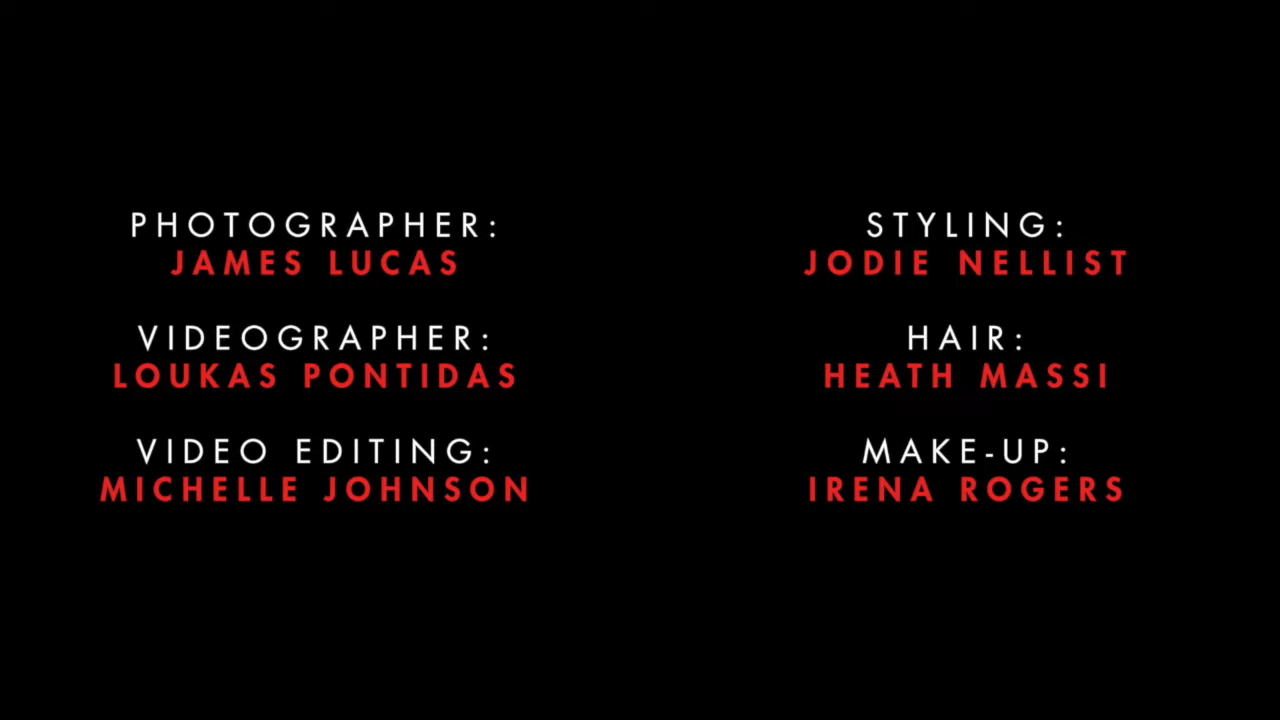 PHOTOGRAPHER:
JAMES LUCAS
VIDEOGRAPHER:
LOUKAS PONTIDAS
VIDEO EDITING:
MICHELLE JOHNSON
STYLING:
JODIE NELLIST
HAIR:
HEATH MASSI
MAKE-UP:
IRENA ROGERS